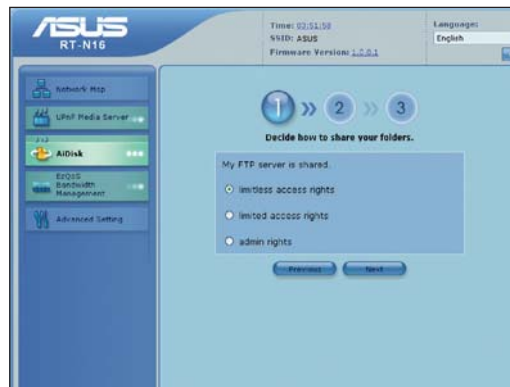 ASUS
RT-N16
Time: 03:51:58
SSID: ASUS
Firmware Version: 1.0.0.1
Language:
English
Network Map
UPnP Media Server
AiDisk
EzQoS
Bandwidth
Management
Advanced Setting
1 » 2 » 3
Decide how to share your folders.
My FTP server is shared.
limitless access rights
limited access rights
admin rights
Previous
Next